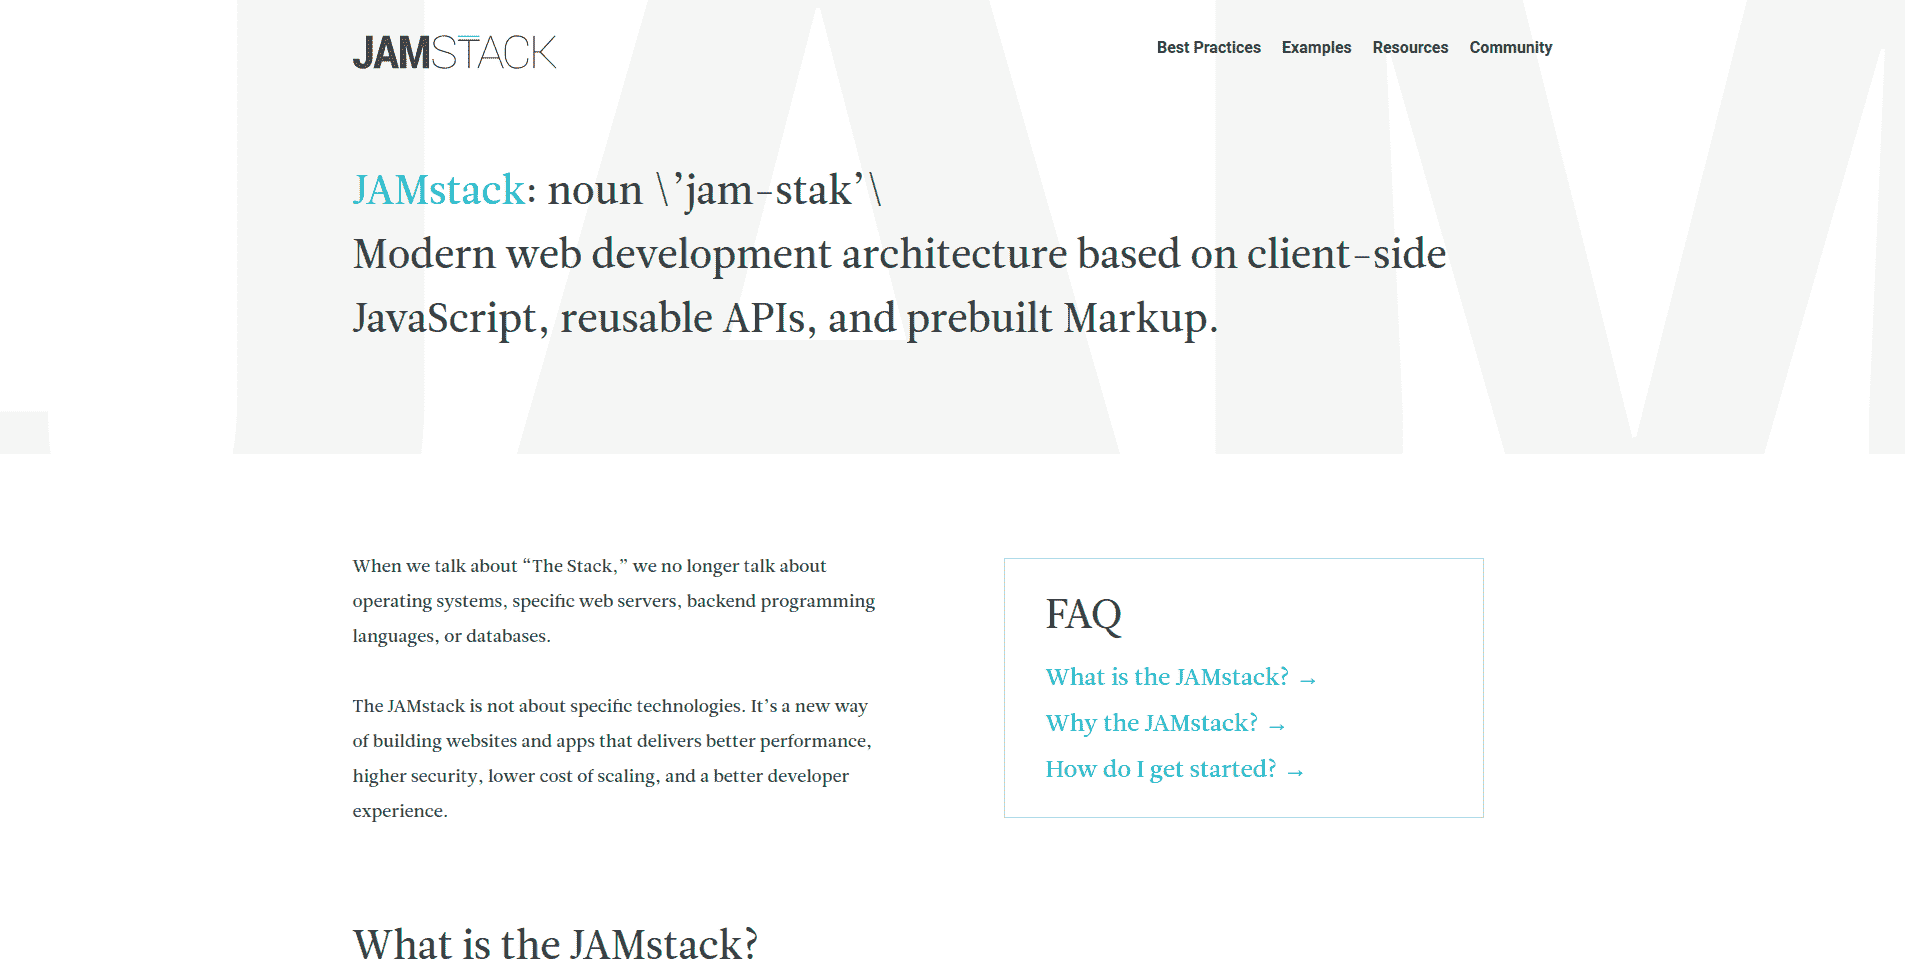 JAMSTACK
Best Practices Examples Resources Community
JAMstack: noun \’jam-stak’\
Modern web development architecture based on client-side
JavaScript, reusable APIs, and prebuilt Markup.
When we talk about “The Stack,” we no longer talk about
operating systems, specific web servers, backend programming
languages, or databases.
The JAMstack is not about specific technologies. It’s a new way
of building websites and apps that delivers better performance,
higher security, lower cost of scaling, and a better developer
experience.
FAQ
What is the JAMstack? →
Why the JAMstack? →
How do I get started? →
What is the JAMstack?